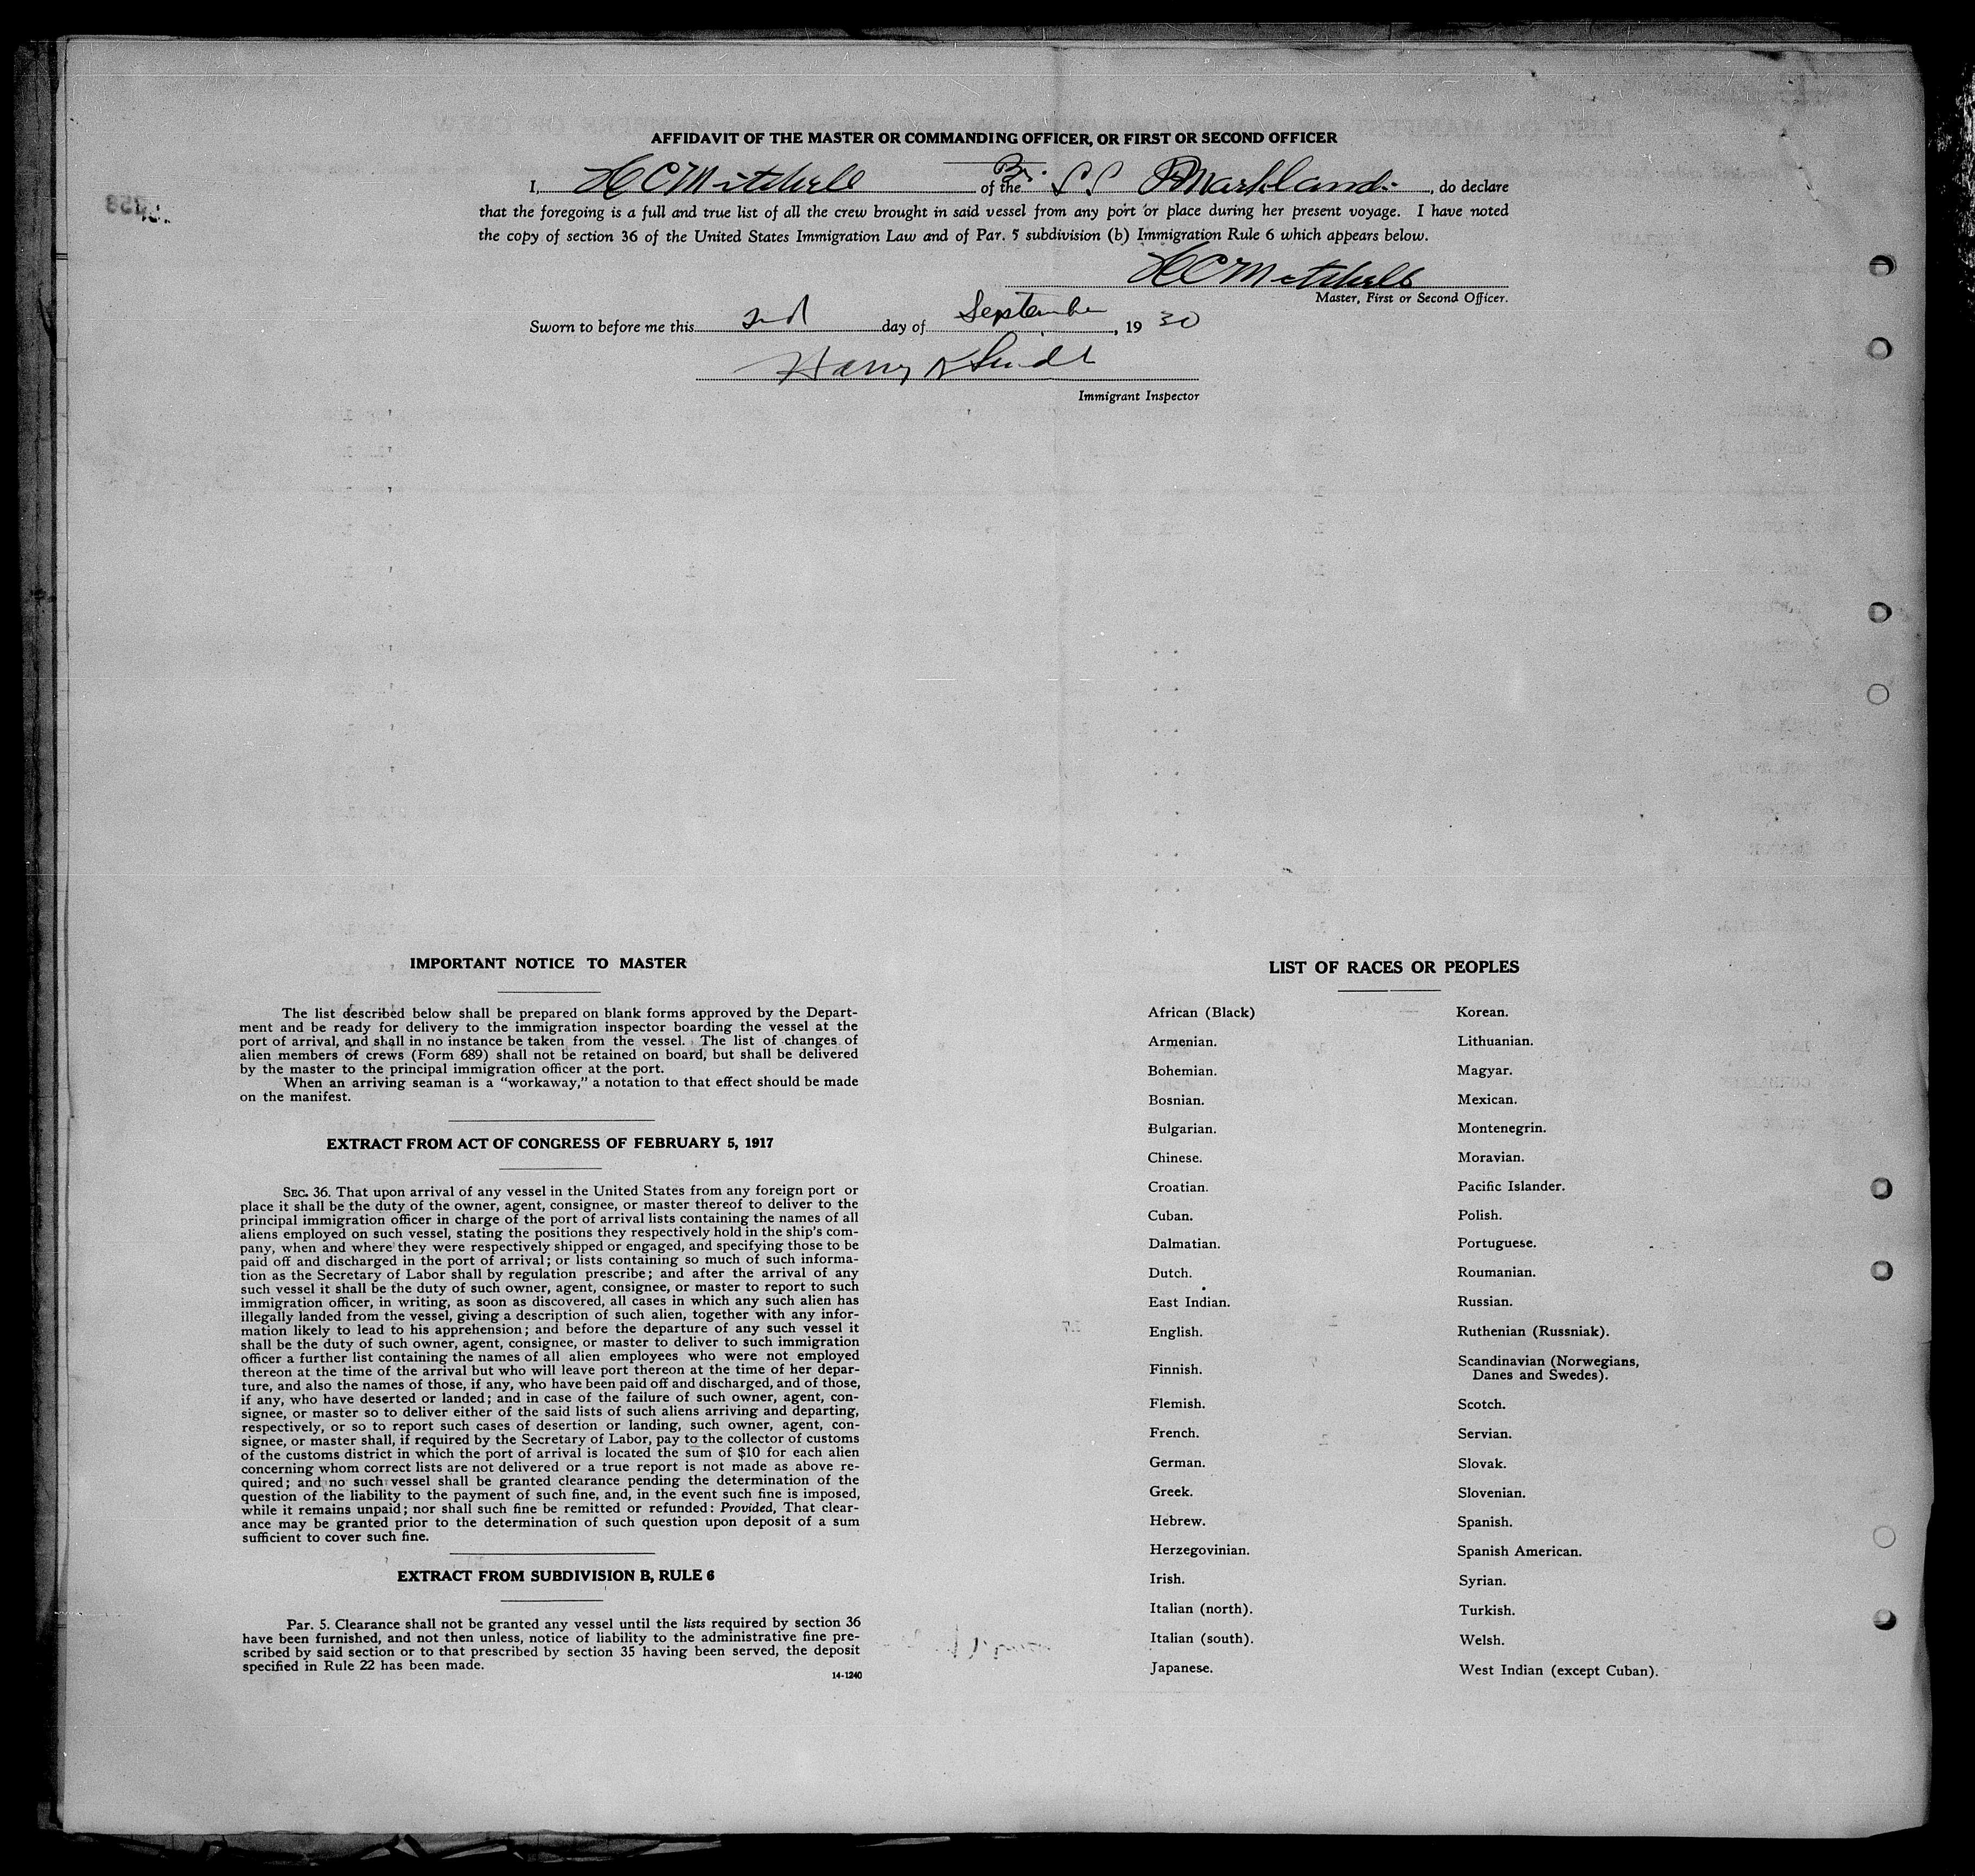 AFFIDAVIT OF THE MASTER OR COMMANDING OFFICER, OR FIRST OR SECOND OFFICER
I, H C Mitchell of the Br. S S Markland, do declare
that the foregoing is a full and true list of all the crew brought in said vessel from any port or place during her present voyage. I have noted
the copy of section 36 of the United States Immigration Law and of Par. 5 subdivision (b) Immigration Rule 6 which appears below.
H C Mitchell
Master, First or Second Officer.
Sworn to before me this 2nd day of September, 19 30
Harry
Immigrant Inspector
IMPORTANT NOTICE TO MASTER
The list described below shall be prepared on blank forms approved by the Depart-
ment and be ready for delivery to the immigration inspector boarding the vessel at the
port of arrival, and shall in no instance be taken from the vessel. The list of changes of
alien members of crews (Form 689) shall not be retained on board, but shall be delivered
by the master to the principal immigration officer at the port.
When an arriving seaman is a "workaway," a notation to that effect should be made
on the manifest.
EXTRACT FROM ACT OF CONGRESS OF FEBRUARY 5, 1917
SEC. 36. That upon arrival of any vessel in the United States from any foreign port or
place it shall be the duty of the owner, agent, consignee, or master thereof to deliver to the
principal immigration officer in charge of the port of arrival lists containing the names of all
aliens employed on such vessel, stating the positions they respectively hold in the ship's com-
pany, when and where they were respectively shipped or engaged, and specifying those to be
paid off and discharged in the port of arrival; or lists containing so much of such informa-
tion as the Secretary of Labor shall by regulation prescribe; and after the arrival of any
such vessel it shall be the duty of such owner, agent, consignee, or master to report to such
immigration officer, in writing, as soon as discovered, all cases in which any such alien has
illegally landed from the vessel, giving a description of such alien, together with any infor-
mation likely to lead to his apprehension; and before the departure of any such vessel it
shall be the duty of such owner, agent, consignee, or master to deliver to such immigration
officer a further list containing the names of all alien employees who were not employed
thereon at the time of the arrival but who will leave port thereon at the time of her depar-
ture, and also the names of those, if any, who have been paid off and discharged, and of those,
if any, who have deserted or landed; and in case of the failure of such owner, agent, con-
signee, or master so to deliver either of the said lists of such aliens arriving and departing,
respectively, or so to report such cases of desertion or landing, such owner, agent, con-
signee, or master shall, if required by the Secretary of Labor, pay to the collector of customs
of the customs district in which the port of arrival is located the sum of $10 for each alien
concerning whom correct lists are not delivered or a true report is not made as above re-
quired; and no such vessel shall be granted clearance pending the determination of the
question of the liability to the payment of such fine, and, in the event such fine is imposed,
while it remains unpaid; nor shall such fine be remitted or refunded: Provided, That clear-
ance may be granted prior to the determination of such question upon deposit of a sum
sufficient to cover such fine.
EXTRACT FROM SUBDIVISION B, RULE 6
Par. 5. Clearance shall not be granted any vessel until the lists required by section 36
have been furnished, and not then unless, notice of liability to the administrative fine pre-
scribed by said section or to that prescribed by section 35 having been served, the deposit
specified in Rule 22 has been made.
14-1240
LIST OF RACES OR PEOPLES
African (Black)
Armenian.
Bohemian.
Bosnian.
Bulgarian.
Chinese.
Croatian.
Cuban.
Dalmatian.
Dutch.
East Indian.
English.
Finnish.
Flemish.
French.
German.
Greek.
Hebrew.
Herzegovinian.
Irish.
Italian (north).
Italian (south).
Japanese.
Korean.
Lithuanian.
Magyar.
Mexican.
Montenegrin.
Moravian.
Pacific Islander.
Polish.
Portuguese.
Roumanian.
Russian.
Ruthenian (Russniak).
Scandinavian (Norwegians,
Danes and Swedes).
Scotch.
Servian.
Slovak.
Slovenian.
Spanish.
Spanish American.
Syrian.
Turkish.
Welsh.
West Indian (except Cuban).